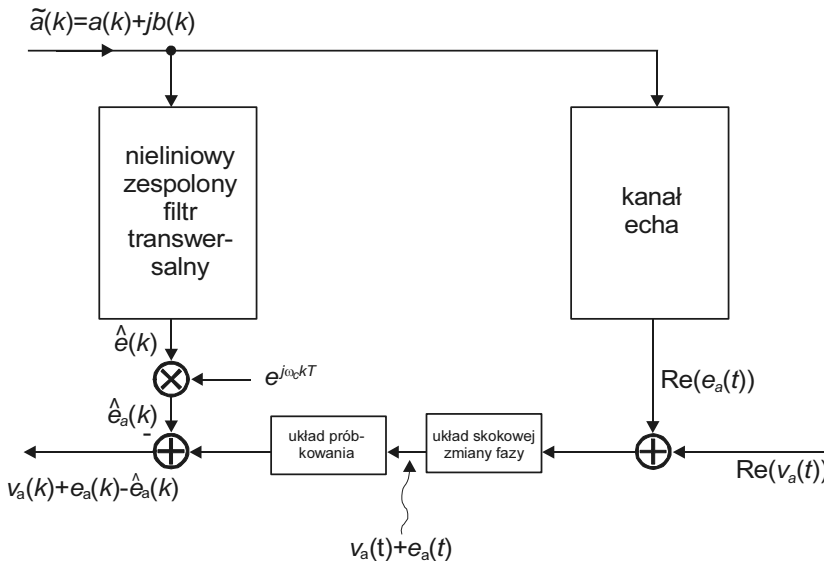 ã(k)=a(k)+jb(k)
nieliniowy
zespolony
filtr
transwer-
salny
kanał
echa
ê(k)
e^{jω_c kT}
Re(e_a(t))
ê_a(k)
-
układ prób-
kowania
układ skokowej
zmiany fazy
Re(v_a(t))
v_a(k)+e_a(k)-ê_a(k)
v_a(t)+e_a(t)